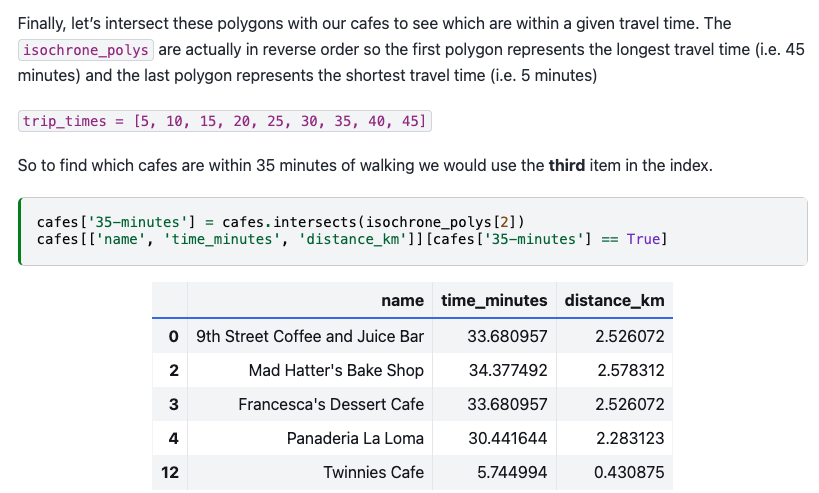 Finally, let’s intersect these polygons with our cafes to see which are within a given travel time. The
isochrone_polys are actually in reverse order so the first polygon represents the longest travel time (i.e. 45
minutes) and the last polygon represents the shortest travel time (i.e. 5 minutes)
trip_times = [5, 10, 15, 20, 25, 30, 35, 40, 45]
So to find which cafes are within 35 minutes of walking we would use the third item in the index.
cafes['35-minutes'] = cafes.intersects(isochrone_polys[2])
cafes[['name', 'time_minutes', 'distance_km']][cafes['35-minutes'] == True]
name time_minutes distance_km
0 9th Street Coffee and Juice Bar 33.680957 2.526072
2 Mad Hatter's Bake Shop 34.377492 2.578312
3 Francesca's Dessert Cafe 33.680957 2.526072
4 Panaderia La Loma 30.441644 2.283123
12 Twinnies Cafe 5.744994 0.430875